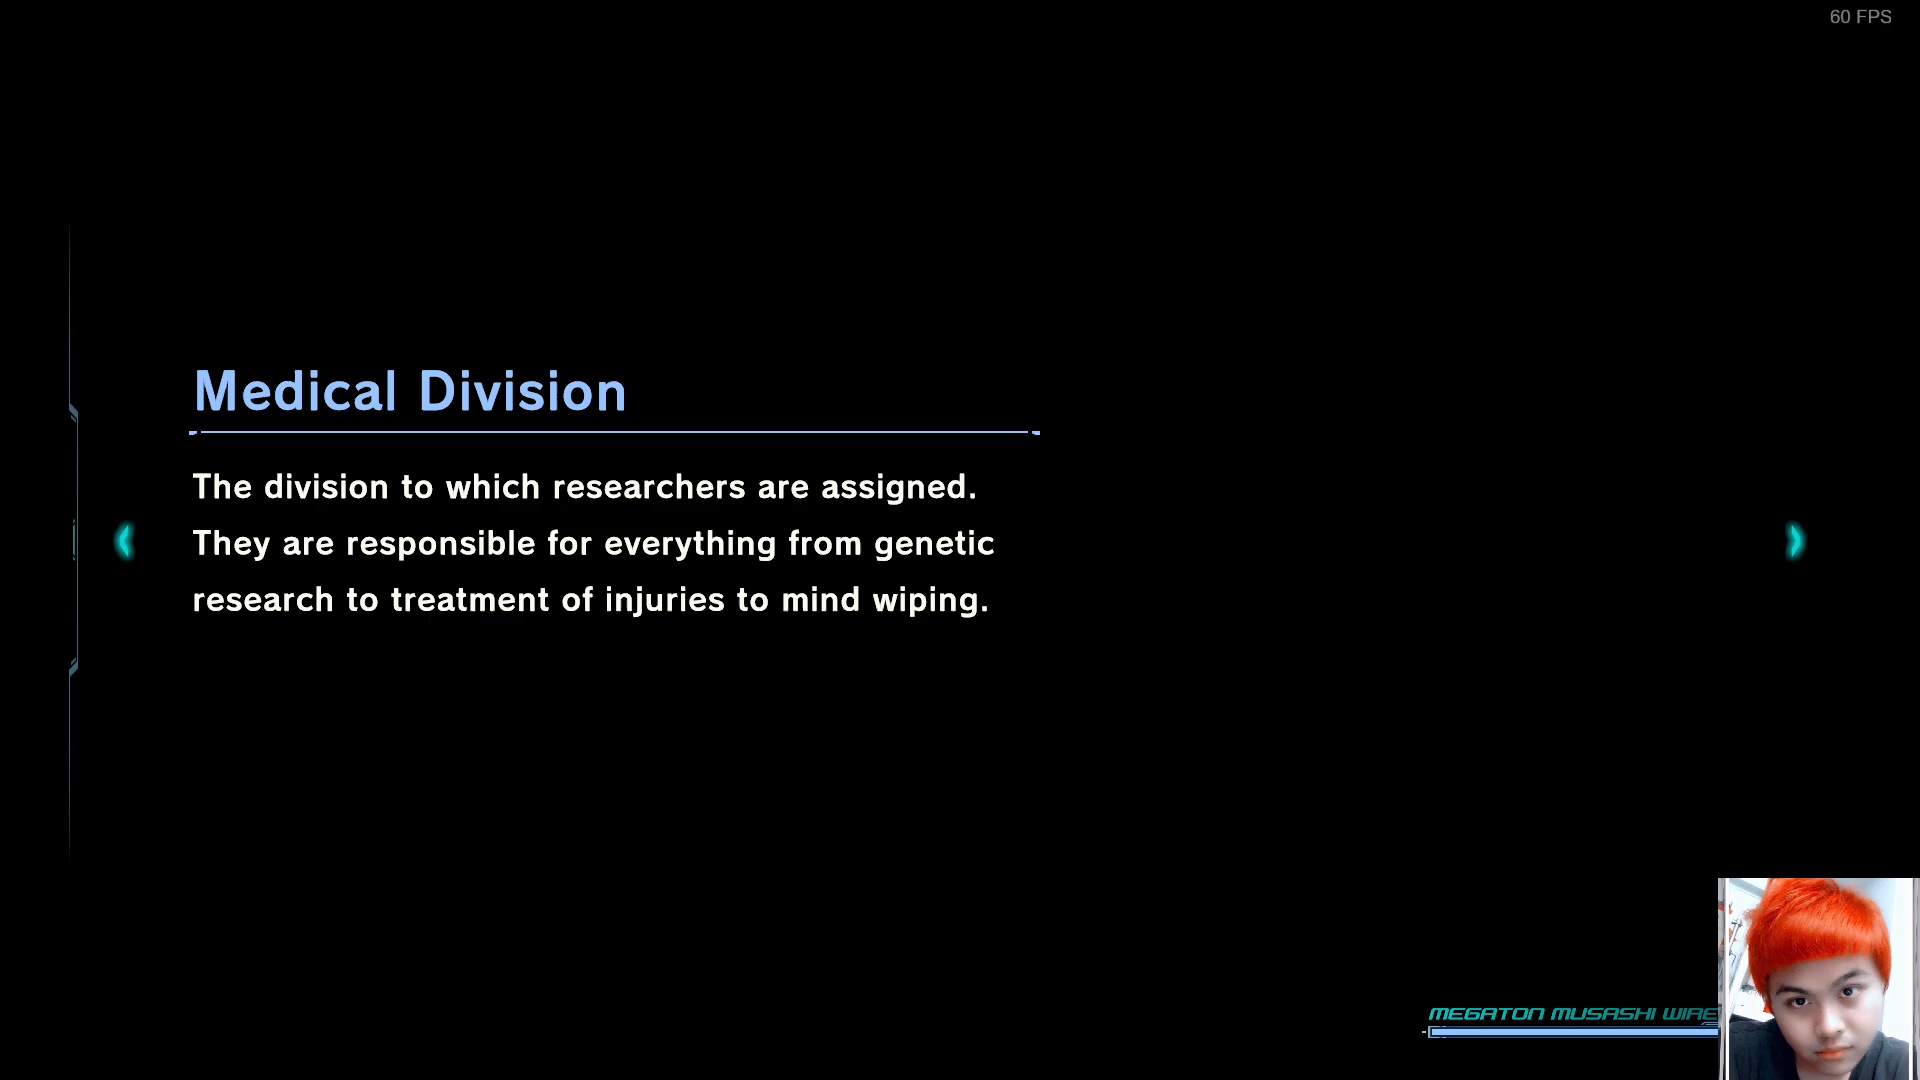 60 FPS
Medical Division
The division to which researchers are assigned.
They are responsible for everything from genetic
research to treatment of injuries to mind wiping.
MEGATON MUSASHI WIRE